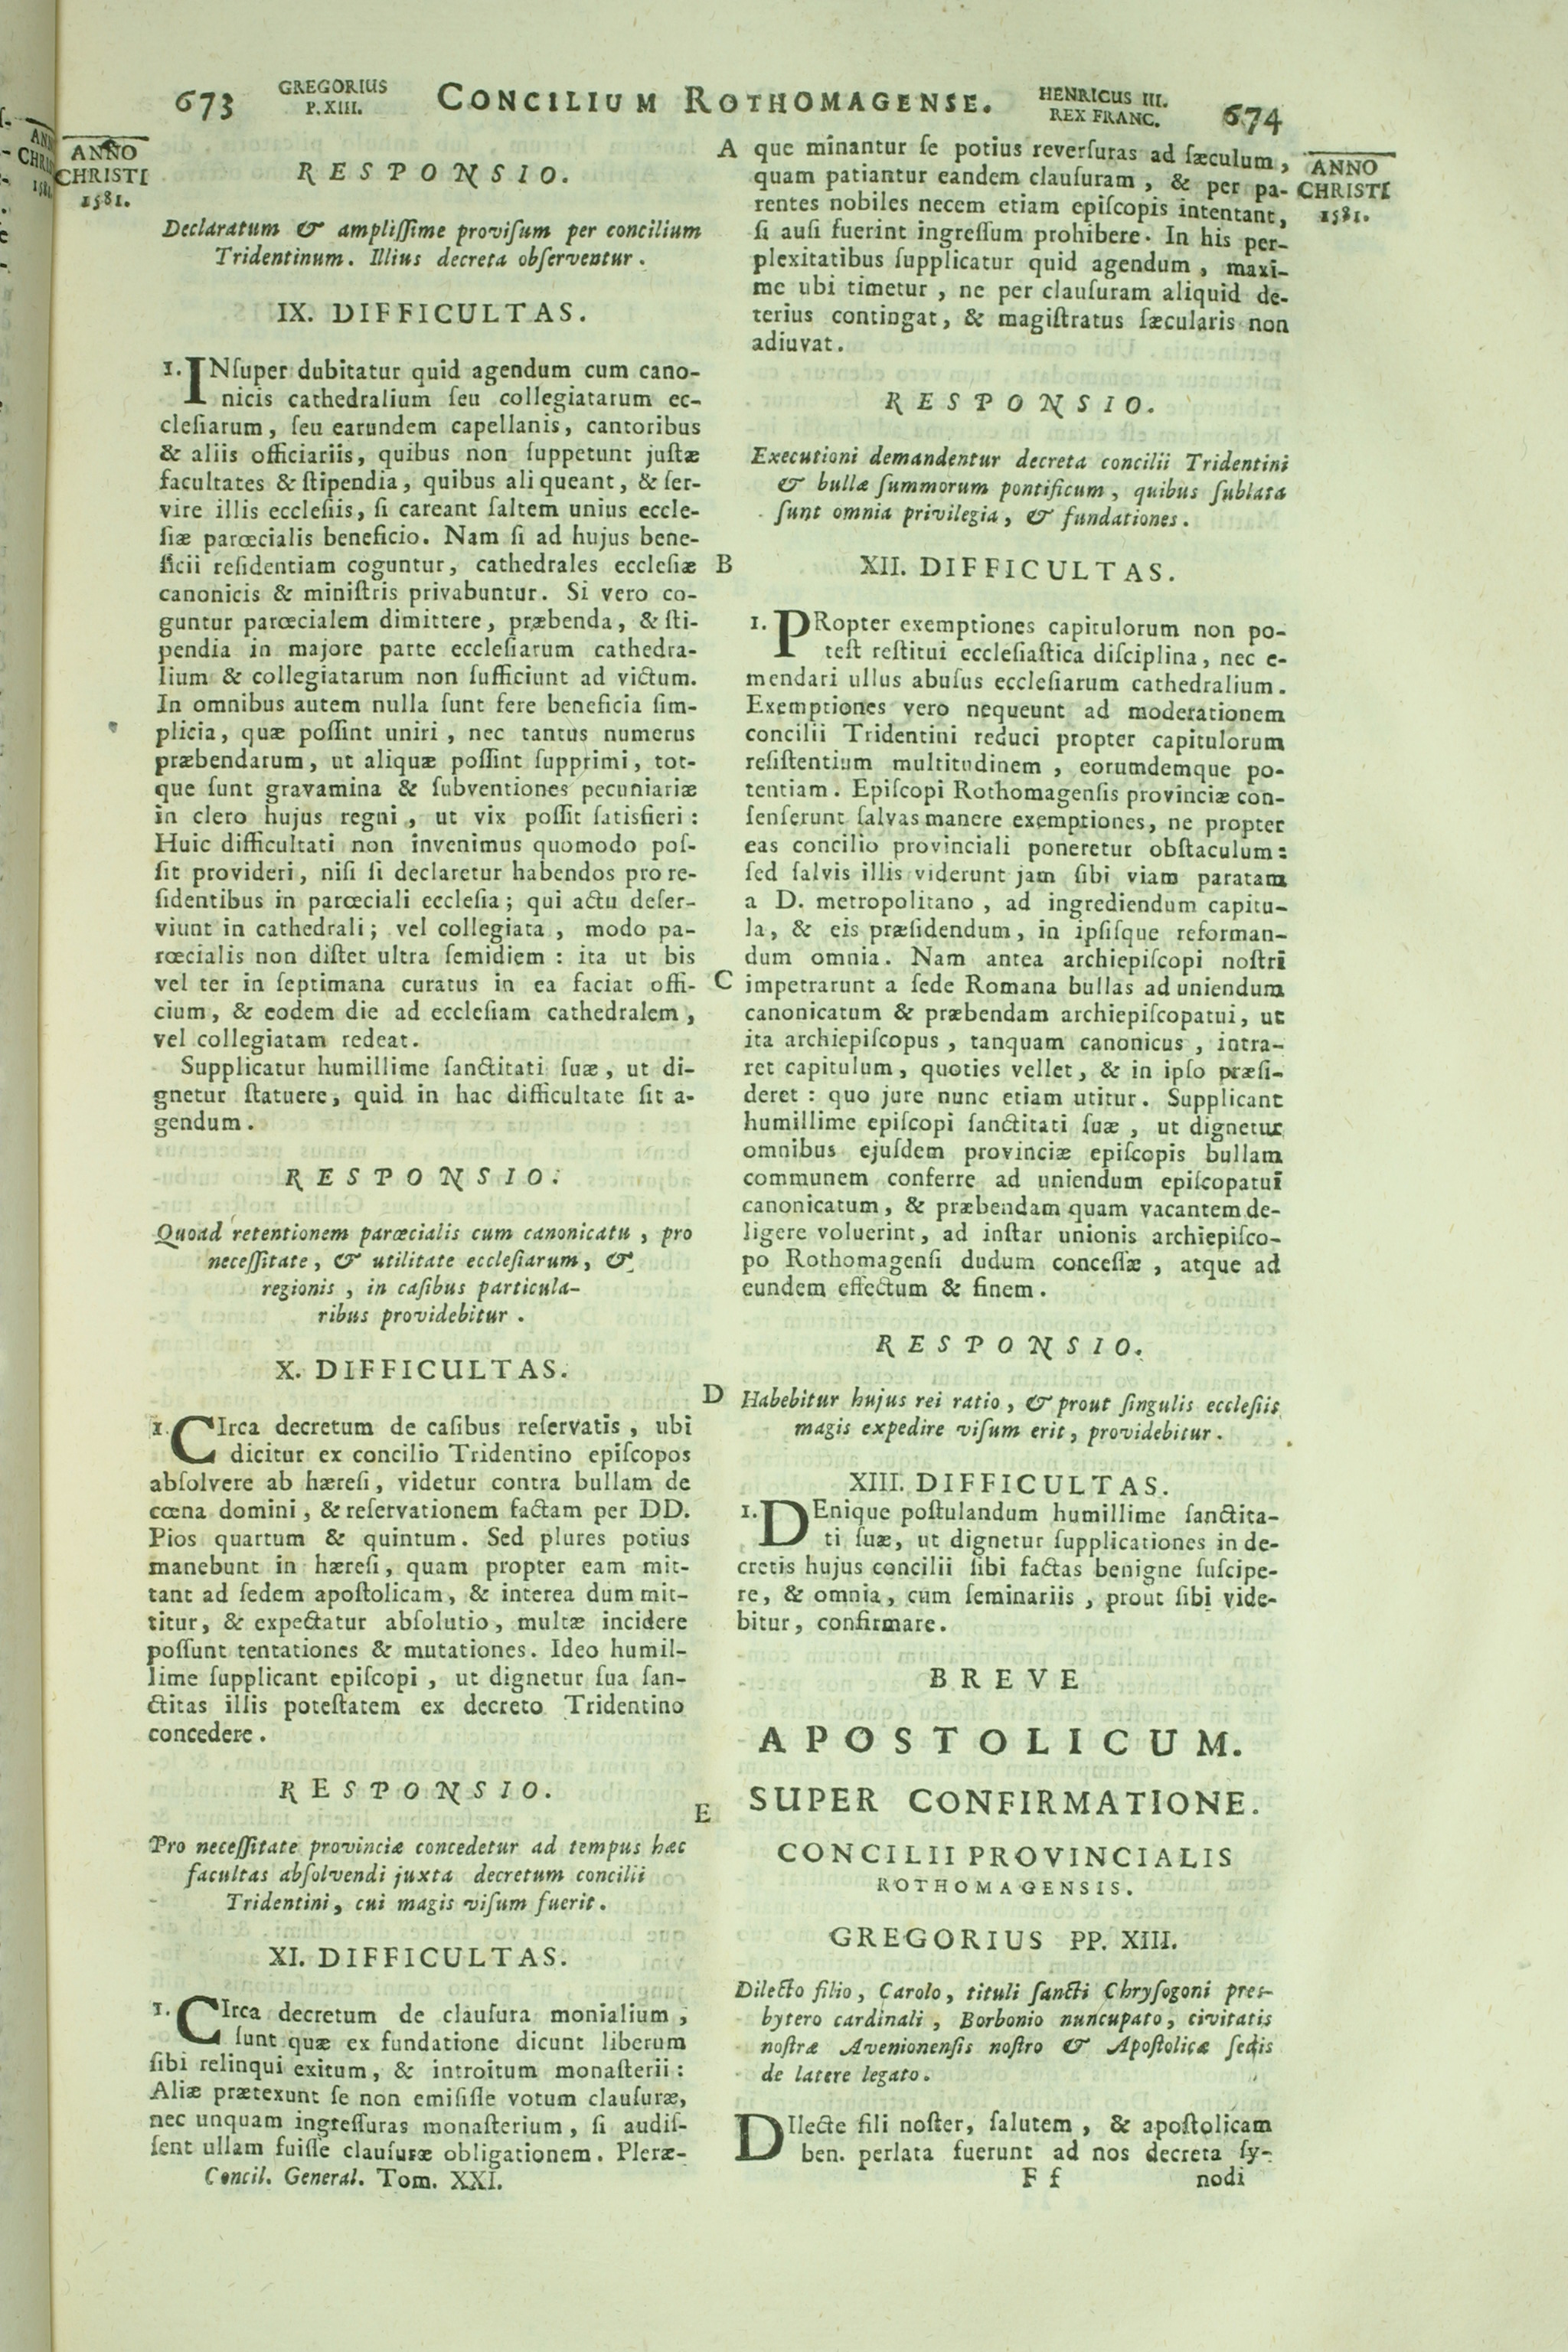 673
GREGORIUS
P. XIII.
CONCILIUM ROTHOMAGENSE.
HENRICUS III.
REX FRANC.
674
ANNO
CHRISTI
1581.
RESPONSIO.
Declaratum & ampliſſime proviſum per concilium
Tridentinum. Illius decreta obſerventur.
IX. DIFFICULTAS.
1. INſuper dubitatur quid agendum cum cano-
nicis cathedralium ſeu collegiatarum ec-
cleſiarum, ſeu earundem capellanis, cantoribus
& aliis officiariis, quibus non ſuppetunt juſtæ
facultates & ſtipendia, quibus ali queant, & ſer-
vire illis eccleſiis, ſi careant ſaltem unius eccle-
ſiæ parœcialis beneficio. Nam ſi ad hujus bene-
ficii reſidentiam coguntur, cathedrales eccleſiæ
canonicis & miniſtris privabuntur. Si vero co-
guntur parœcialem dimittere, præbenda, & ſti-
pendia in majore parte eccleſiarum cathedra-
lium & collegiatarum non ſufficiunt ad victum.
In omnibus autem nulla ſunt fere beneficia ſim-
plicia, quæ poſſint uniri, nec tantus numerus
præbendarum, ut aliquæ poſſint ſupprimi, tot-
que ſunt gravamina & ſubventiones pecuniariæ
in clero hujus regni, ut vix poſſit ſatisfieri:
Huic difficultati non invenimus quomodo poſ-
ſit provideri, niſi ſi declaretur habendos pro re-
ſidentibus in parœciali eccleſia; qui actu deſer-
viunt in cathedrali; vel collegiata, modo pa-
rœcialis non diſtet ultra ſemidiem: ita ut bis
vel ter in ſeptimana curatus in ea faciat offi-
cium, & eodem die ad eccleſiam cathedralem,
vel collegiatam redeat.
Supplicatur humillime ſanctitati ſuæ, ut di-
gnetur ſtatuere, quid in hac difficultate ſit a-
gendum.
RESPONSIO:
Quoad retentionem parœcialis cum canonicatu, pro
neceſſitate, & utilitate eccleſiarum, &
regionis, in caſibus particula-
ribus providebitur.
X. DIFFICULTAS.
1. CIrca decretum de caſibus reſervatis, ubi
dicitur ex concilio Tridentino epiſcopos
abſolvere ab hæreſi, videtur contra bullam de
cœna domini, & reſervationem factam per DD.
Pios quartum & quintum. Sed plures potius
manebunt in hæreſi, quam propter eam mit-
tant ad ſedem apoſtolicam, & interea dum mit-
titur, & expectatur abſolutio, multæ incidere
poſſunt tentationes & mutationes. Ideo humil-
lime ſupplicant epiſcopi, ut dignetur ſua ſan-
ctitas illis poteſtatem ex decreto Tridentino
concedere.
RESPONSIO.
Pro neceſſitate provinciæ concedetur ad tempus hæc
facultas abſolvendi juxta decretum concilii
Tridentini, cui magis viſum fuerit.
XI. DIFFICULTAS.
1. CIrca decretum de clauſura monialium,
ſunt quæ ex fundatione dicunt liberum
ſibi relinqui exitum, & introitum monaſterii:
Aliæ prætexunt ſe non emiſiſſe votum clauſuræ,
nec unquam ingreſſuras monaſterium, ſi audiſ-
ſent ullam fuiſſe clauſuræ obligationem. Pleræ-
Concil. General. Tom. XXI.
A
B
C
D
E
que minantur ſe potius reverſuras ad ſæculum,
quam patiantur eandem clauſuram, & per pa-
rentes nobiles necem etiam epiſcopis intentant,
ſi auſi fuerint ingreſſum prohibere. In his per-
plexitatibus ſupplicatur quid agendum, maxi-
me ubi timetur, ne per clauſuram aliquid de-
terius contingat, & magiſtratus ſæcularis non
adiuvat.
ANNO
CHRISTI
1581.
RESPONSIO.
Executioni demandentur decreta concilii Tridentini
& bullæ ſummorum pontificum, quibus ſublata
ſunt omnia privilegia, & fundationes.
XII. DIFFICULTAS.
1. PRopter exemptiones capitulorum non po-
teſt reſtitui eccleſiaſtica diſciplina, nec e-
mendari ullus abuſus eccleſiarum cathedralium.
Exemptiones vero nequeunt ad moderationem
concilii Tridentini reduci propter capitulorum
reſiſtentium multitudinem, eorumdemque po-
tentiam. Epiſcopi Rothomagenſis provinciæ con-
ſenſerunt ſalvas manere exemptiones, ne propter
eas concilio provinciali poneretur obſtaculum:
ſed ſalvis illis viderunt jam ſibi viam paratam
a D. metropolitano, ad ingrediendum capitu-
la, & eis præſidendum, in ipſiſque reforman-
dum omnia. Nam antea archiepiſcopi noſtri
impetrarunt a ſede Romana bullas ad uniendum
canonicatum & præbendam archiepiſcopatui, ut
ita archiepiſcopus, tanquam canonicus, intra-
ret capitulum, quoties vellet, & in ipſo præſi-
deret: quo jure nunc etiam utitur. Supplicant
humillime epiſcopi ſanctitati ſuæ, ut dignetur
omnibus ejuſdem provinciæ epiſcopis bullam
communem conferre ad uniendum epiſcopatui
canonicatum, & præbendam quam vacantem de-
ligere voluerint, ad inſtar unionis archiepiſco-
po Rothomagenſi dudum conceſſæ, atque ad
eundem effectum & finem.
RESPONSIO.
Habebitur hujus rei ratio, & prout ſingulis eccleſiis
magis expedire viſum erit, providebitur.
XIII. DIFFICULTAS.
1. DEnique poſtulandum humillime ſanctita-
ti ſuæ, ut dignetur ſupplicationes in de-
cretis hujus concilii ſibi factas benigne ſuſcipe-
re, & omnia, cum ſeminariis, prout ſibi vide-
bitur, confirmare.
BREVE
APOSTOLICUM.
SUPER CONFIRMATIONE.
CONCILII PROVINCIALIS
ROTHOMAGENSIS.
GREGORIUS PP. XIII.
Dilecto filio, Carolo, tituli ſancti Chryſogoni preſ-
bytero cardinali, Borbonio nuncupato, civitatis
noſtræ Avenionenſis noſtro & Apoſtolicæ ſedis
de latere legato.
DIlecte fili noſter, ſalutem, & apoſtolicam
ben. perlata fuerunt ad nos decreta ſy-
F f
nodi